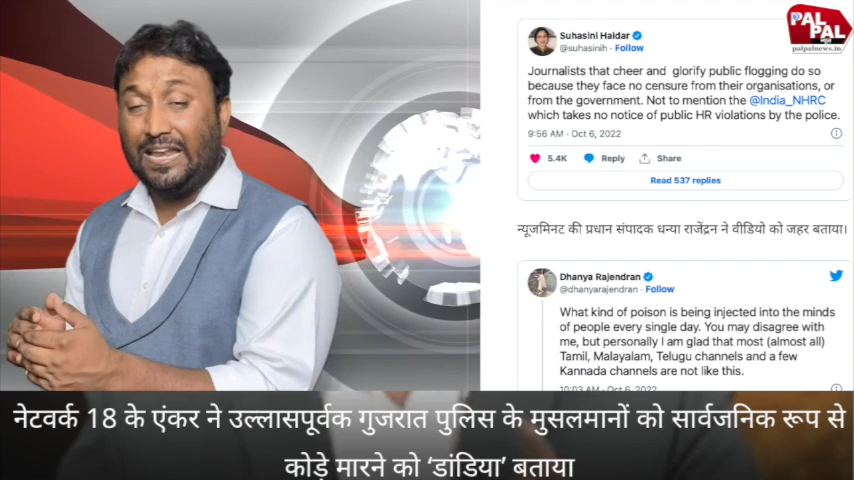 PAL
PAL
palpalnews.in
Suhasini Haidar
@suhasinih · Follow
Journalists that cheer and glorify public flogging do so
because they face no censure from their organisations, or
from the government. Not to mention the @India_NHRC
which takes no notice of public HR violations by the police.
9:56 AM · Oct 6, 2022
5.4K Reply Share
Read 537 replies
न्यूजमिनट की प्रधान संपादक धन्या राजेंद्रन ने वीडियो को जहर बताया।
Dhanya Rajendran
@dhanyarajendran · Follow
What kind of poison is being injected into the minds
of people every single day. You may disagree with
me, but personally I am glad that most (almost all)
Tamil, Malayalam, Telugu channels and a few
Kannada channels are not like this.
10:03 AM · Oct 6, 2022
नेटवर्क 18 के एंकर ने उल्लासपूर्वक गुजरात पुलिस के मुसलमानों को सार्वजनिक रूप से
कोड़े मारने को ‘डांडिया’ बताया